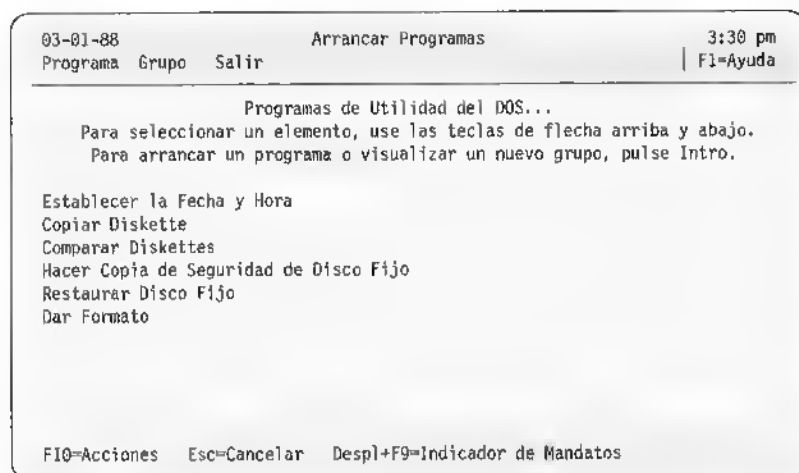 03-01-88 Arrancar Programas 3:30 pm
Programa Grupo Salir | F1=Ayuda
Programas de Utilidad del DOS...
Para seleccionar un elemento, use las teclas de flecha arriba y abajo.
Para arrancar un programa o visualizar un nuevo grupo, pulse Intro.
Establecer la Fecha y Hora
Copiar Diskette
Comparar Diskettes
Hacer Copia de Seguridad de Disco Fijo
Restaurar Disco Fijo
Dar Formato
F10=Acciones Esc=Cancelar Despl+F9=Indicador de Mandatos